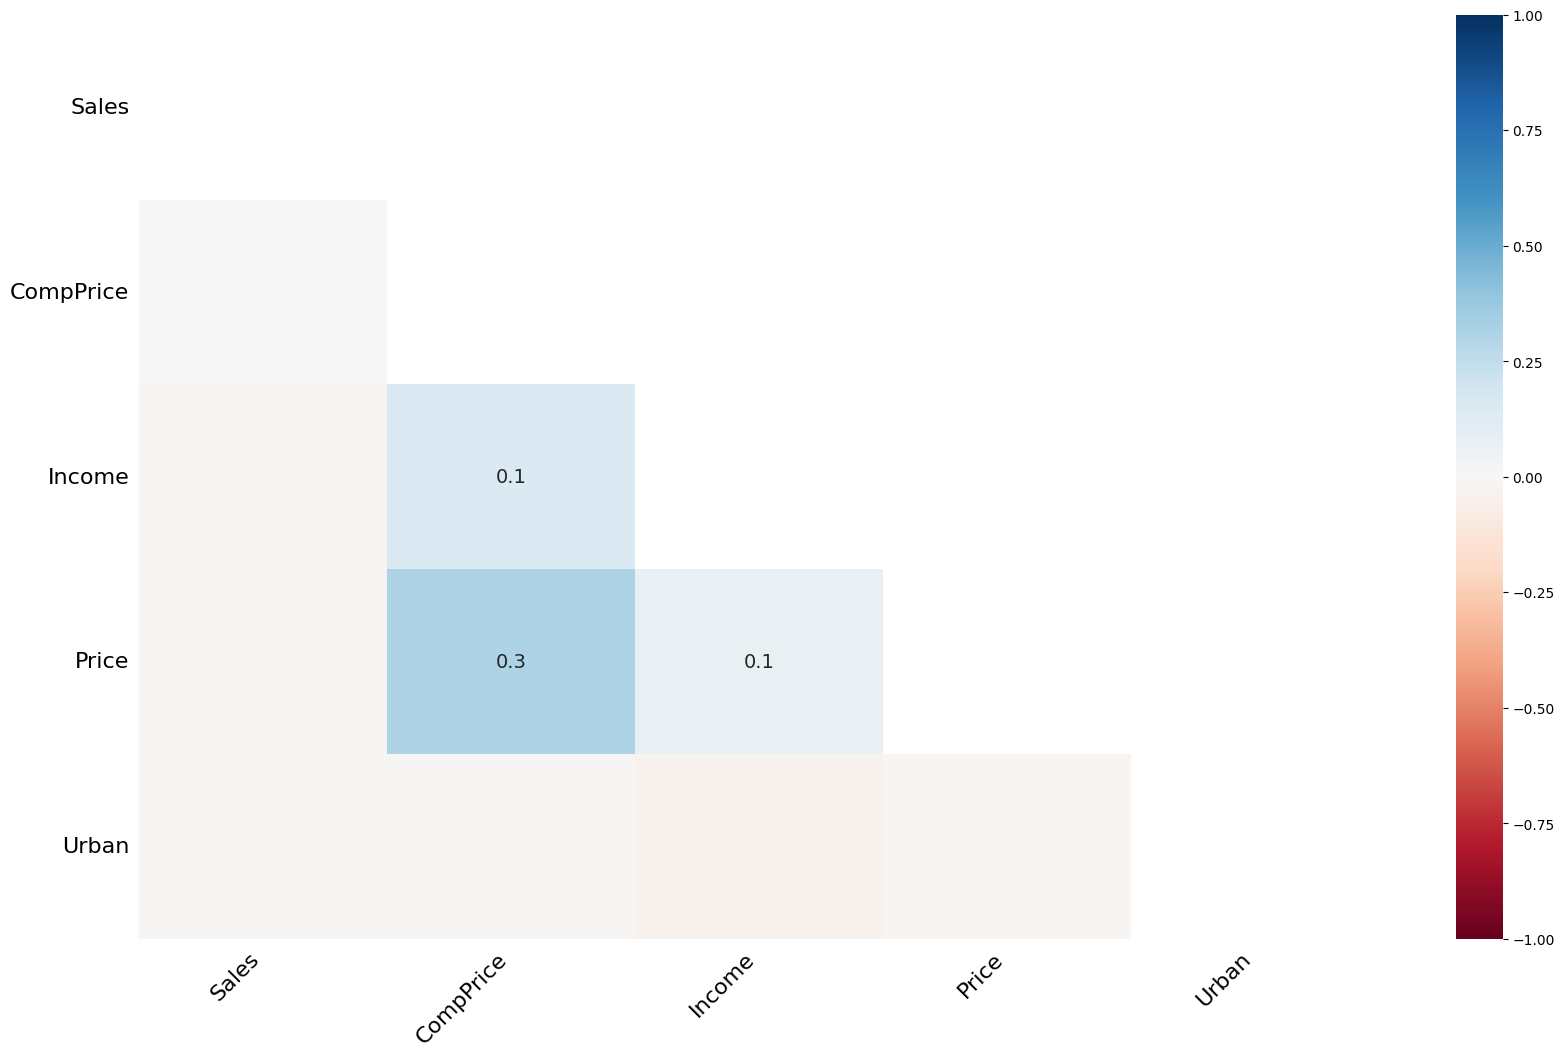 Sales
CompPrice
Income
Price
Urban
0.1
0.3
0.1
Sales
CompPrice
Income
Price
Urban
1.00
0.75
0.50
0.25
0.00
−0.25
−0.50
−0.75
−1.00